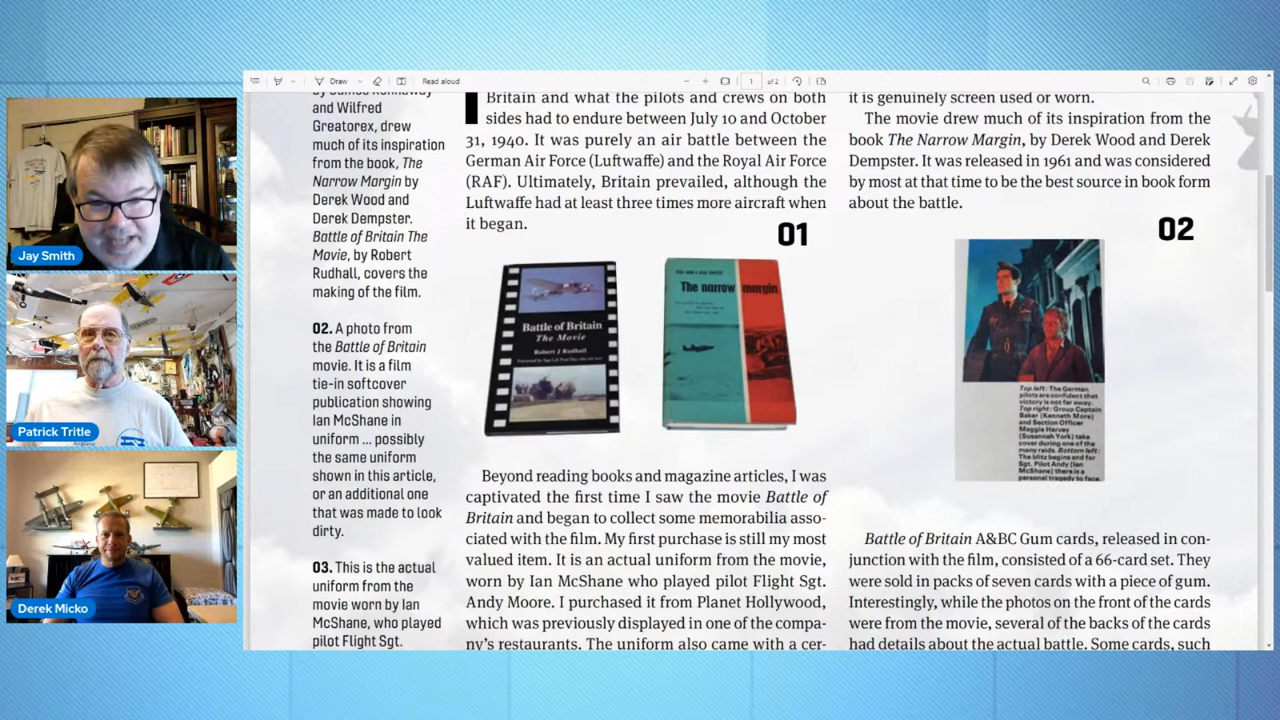 Draw
Read aloud
1
of 2
by James Kennaway
and Wilfred
Greatorex, drew
much of its inspiration
from the book, The
Narrow Margin by
Derek Wood and
Derek Dempster.
Battle of Britain The
Movie, by Robert
Rudhall, covers the
making of the film.
02. A photo from
the Battle of Britain
movie. It is a film
tie-in softcover
publication showing
Ian McShane in
uniform ... possibly
the same uniform
shown in this article,
or an additional one
that was made to look
dirty.
03. This is the actual
uniform from the
movie worn by Ian
McShane, who played
pilot Flight Sgt.
Britain and what the pilots and crews on both
sides had to endure between July 10 and October
31, 1940. It was purely an air battle between the
German Air Force (Luftwaffe) and the Royal Air Force
(RAF). Ultimately, Britain prevailed, although the
Luftwaffe had at least three times more aircraft when
it began.
01
Battle of Britain
The Movie
Robert J Rudhall
The narrow margin
Beyond reading books and magazine articles, I was
captivated the first time I saw the movie Battle of
Britain and began to collect some memorabilia asso-
ciated with the film. My first purchase is still my most
valued item. It is an actual uniform from the movie,
worn by Ian McShane who played pilot Flight Sgt.
Andy Moore. I purchased it from Planet Hollywood,
which was previously displayed in one of the compa-
ny's restaurants. The uniform also came with a cer-
it is genuinely screen used or worn.
The movie drew much of its inspiration from the
book The Narrow Margin, by Derek Wood and Derek
Dempster. It was released in 1961 and was considered
by most at that time to be the best source in book form
about the battle.
02
Top left: The German
pilots are confident that
victory is not far away.
Top right: Group Captain
Baker (Kenneth More)
and Section Officer
Maggie Harvey
(Susannah York) take
cover during one of the
many raids. Bottom left:
The blitz begins and for
Sgt. Pilot Andy (Ian
McShane) there is a
personal tragedy to face.
Battle of Britain A&BC Gum cards, released in con-
junction with the film, consisted of a 66-card set. They
were sold in packs of seven cards with a piece of gum.
Interestingly, while the photos on the front of the cards
were from the movie, several of the backs of the cards
had details about the actual battle. Some cards, such
Jay Smith
Patrick Tritle
Derek Micko